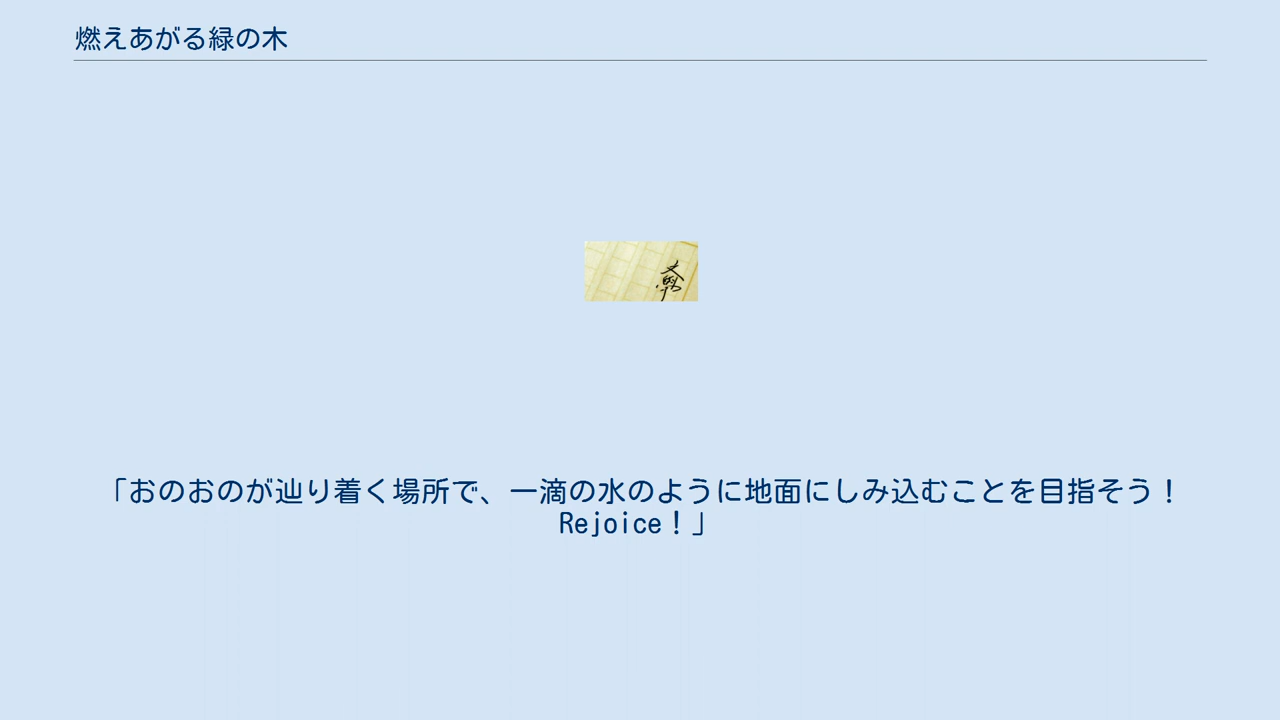 燃えあがる緑の木
「おのおのが辿り着く場所で、一滴の水のように地面にしみ込むことを目指そう！
Rejoice！」